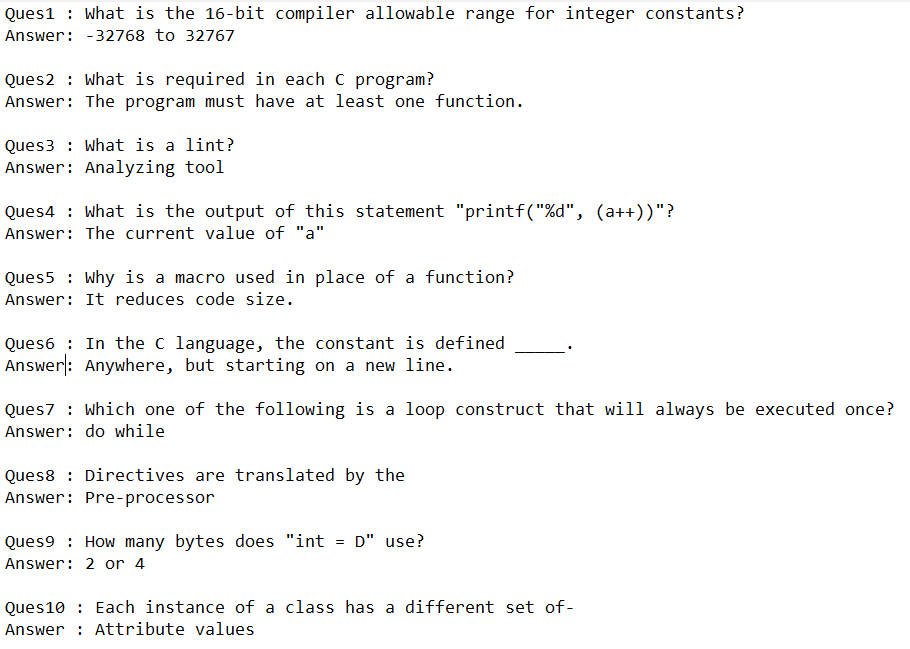 Ques1 : What is the 16-bit compiler allowable range for integer constants?
Answer: -32768 to 32767
Ques2 : What is required in each C program?
Answer: The program must have at least one function.
Ques3 : What is a lint?
Answer: Analyzing tool
Ques4 : What is the output of this statement "printf("%d", (a++))"?
Answer: The current value of "a"
Ques5 : Why is a macro used in place of a function?
Answer: It reduces code size.
Ques6 : In the C language, the constant is defined _____.
Answer: Anywhere, but starting on a new line.
Ques7 : Which one of the following is a loop construct that will always be executed once?
Answer: do while
Ques8 : Directives are translated by the
Answer: Pre-processor
Ques9 : How many bytes does "int = D" use?
Answer: 2 or 4
Ques10 : Each instance of a class has a different set of-
Answer : Attribute values